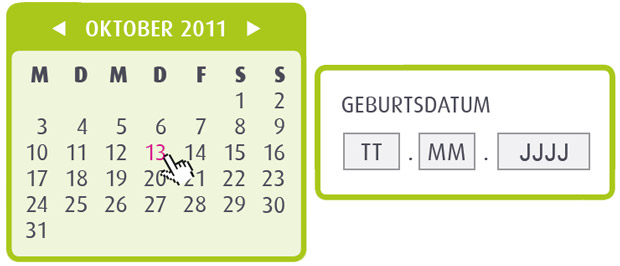 ◄ OKTOBER 2011 ►
M D M D F S S
1 2
3 4 5 6 7 8 9
10 11 12 13 14 15 16
17 18 19 20 21 22 23
24 25 26 27 28 29 30
31
GEBURTSDATUM
TT . MM . JJJJ